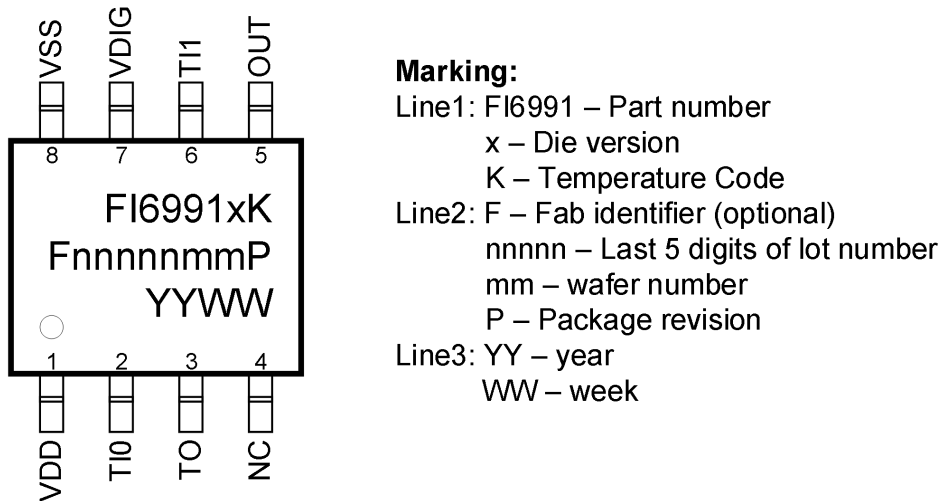 VSS
VDIG
TI1
OUT
8 7 6 5
FI6991xK
FnnnnnmmP
YYWW
1 2 3 4
VDD
TI0
TO
NC
Marking:
Line1: FI6991 – Part number
x – Die version
K – Temperature Code
Line2: F – Fab identifier (optional)
nnnnn – Last 5 digits of lot number
mm – wafer number
P – Package revision
Line3: YY – year
WW – week